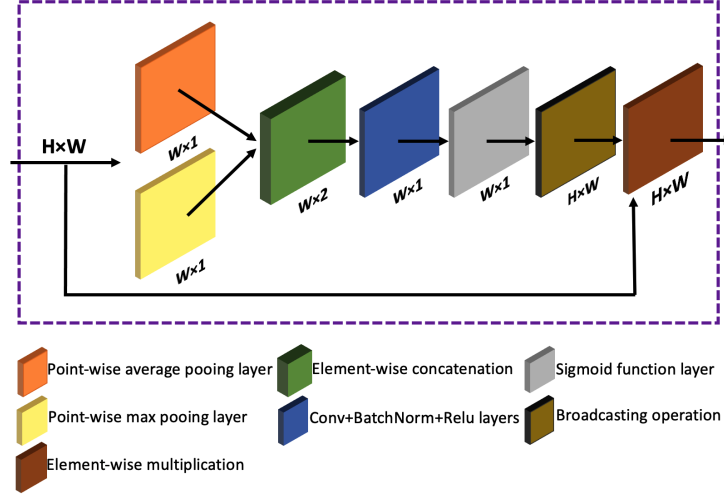 H×W
W×1
W×1
W×2
W×1
W×1
H×W
H×W
Point-wise average pooing layer
Element-wise concatenation
Sigmoid function layer
Point-wise max pooing layer
Conv+BatchNorm+Relu layers
Broadcasting operation
Element-wise multiplication